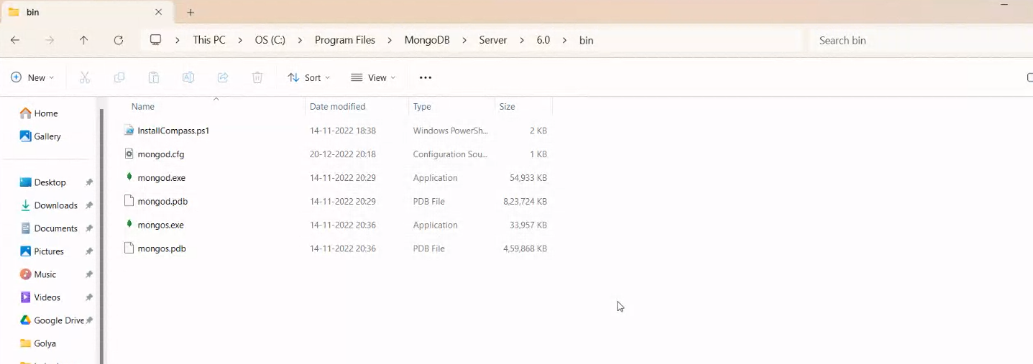 bin
This PC > OS (C:) > Program Files > MongoDB > Server > 6.0 > bin
Search bin
New
Sort
View
Home
Gallery
Desktop
Downloads
Documents
Pictures
Music
Videos
Google Drive
Golya
Name Date modified Type Size
InstallCompass.ps1 14-11-2022 18:38 Windows PowerSh... 2 KB
mongod.cfg 20-12-2022 20:18 Configuration Sou... 1 KB
mongod.exe 14-11-2022 20:29 Application 54,933 KB
mongod.pdb 14-11-2022 20:29 PDB File 8,23,724 KB
mongos.exe 14-11-2022 20:36 Application 33,957 KB
mongos.pdb 14-11-2022 20:36 PDB File 4,59,868 KB